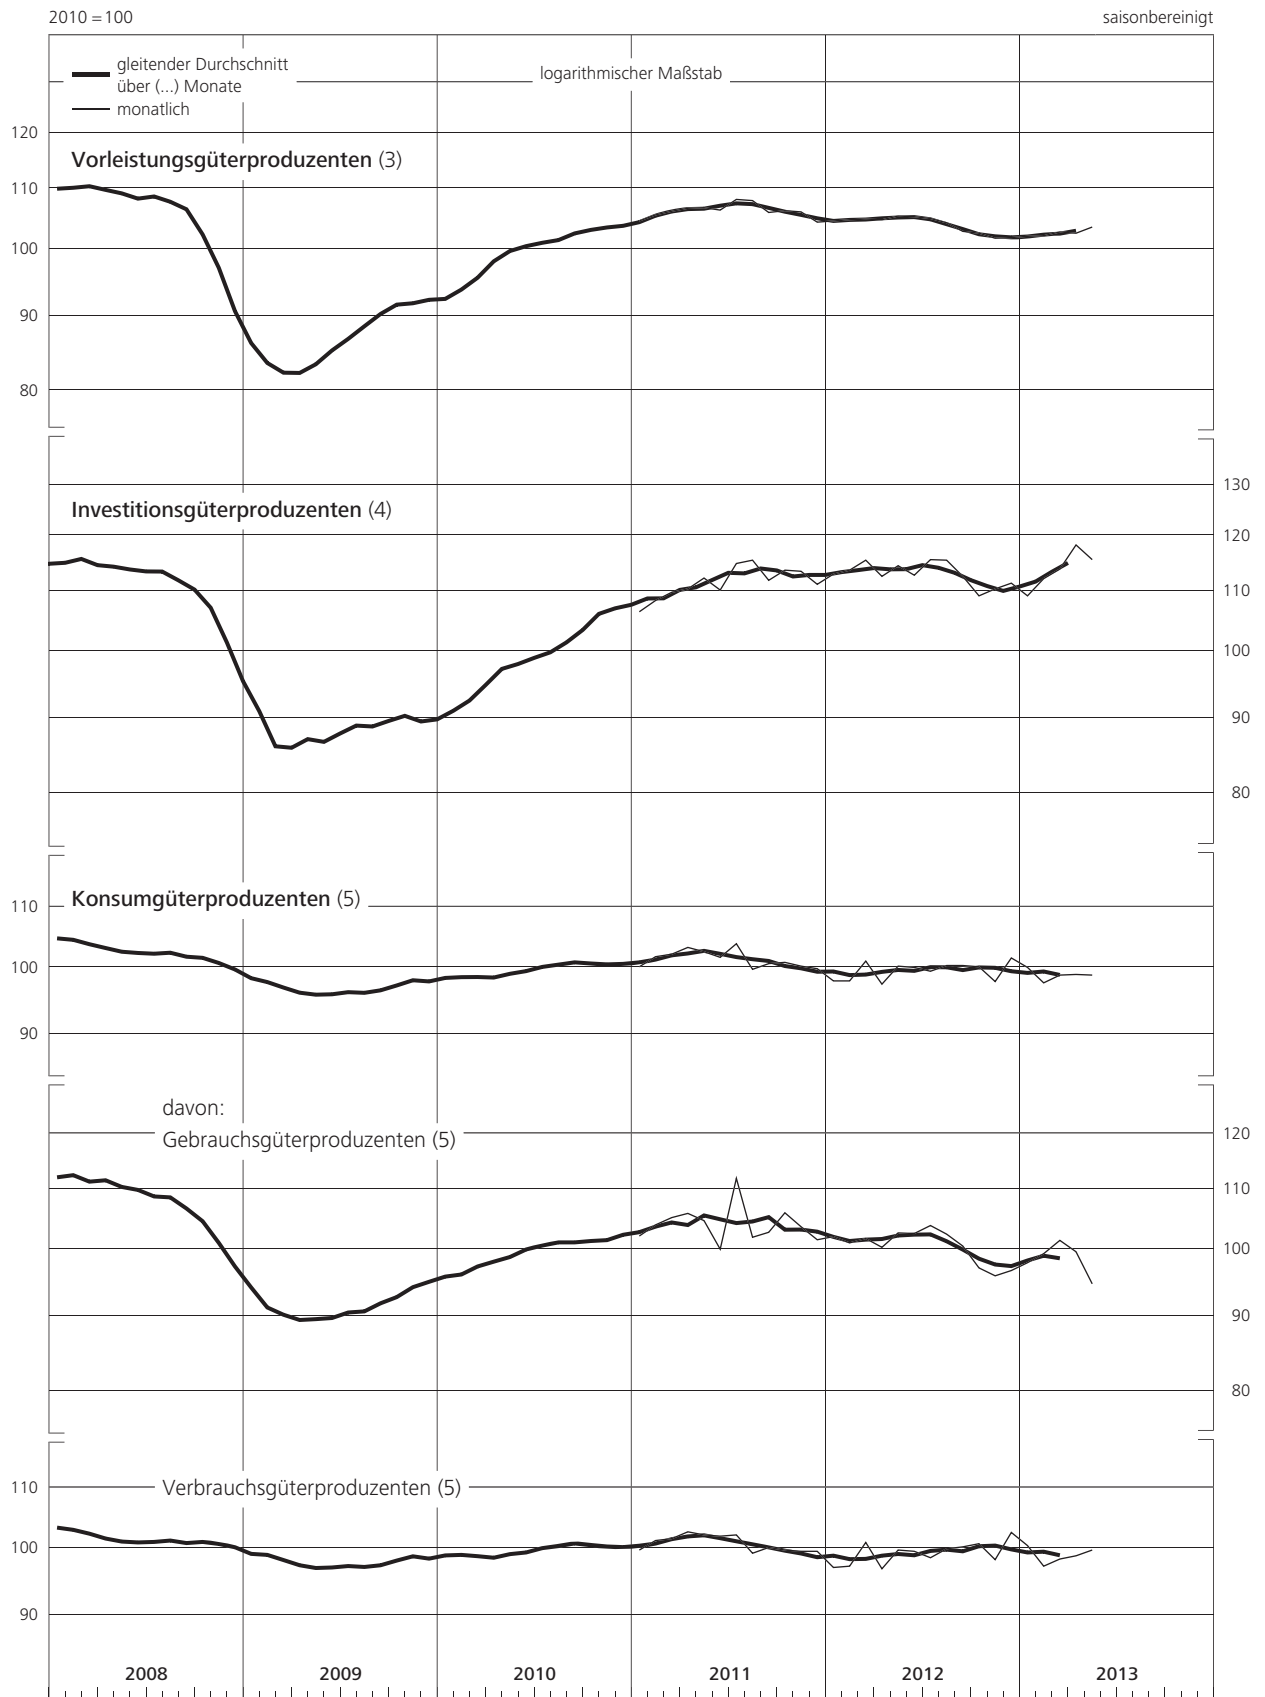 2010 = 100
saisonbereinigt
gleitender Durchschnitt
über (...) Monate
monatlich
logarithmischer Maßstab
120
Vorleistungsgüterproduzenten (3)
110
100
90
80
130
Investitionsgüterproduzenten (4)
120
110
100
90
80
Konsumgüterproduzenten (5)
110
100
90
davon:
Gebrauchsgüterproduzenten (5)
120
110
100
90
80
Verbrauchsgüterproduzenten (5)
110
100
90
2008 2009 2010 2011 2012 2013